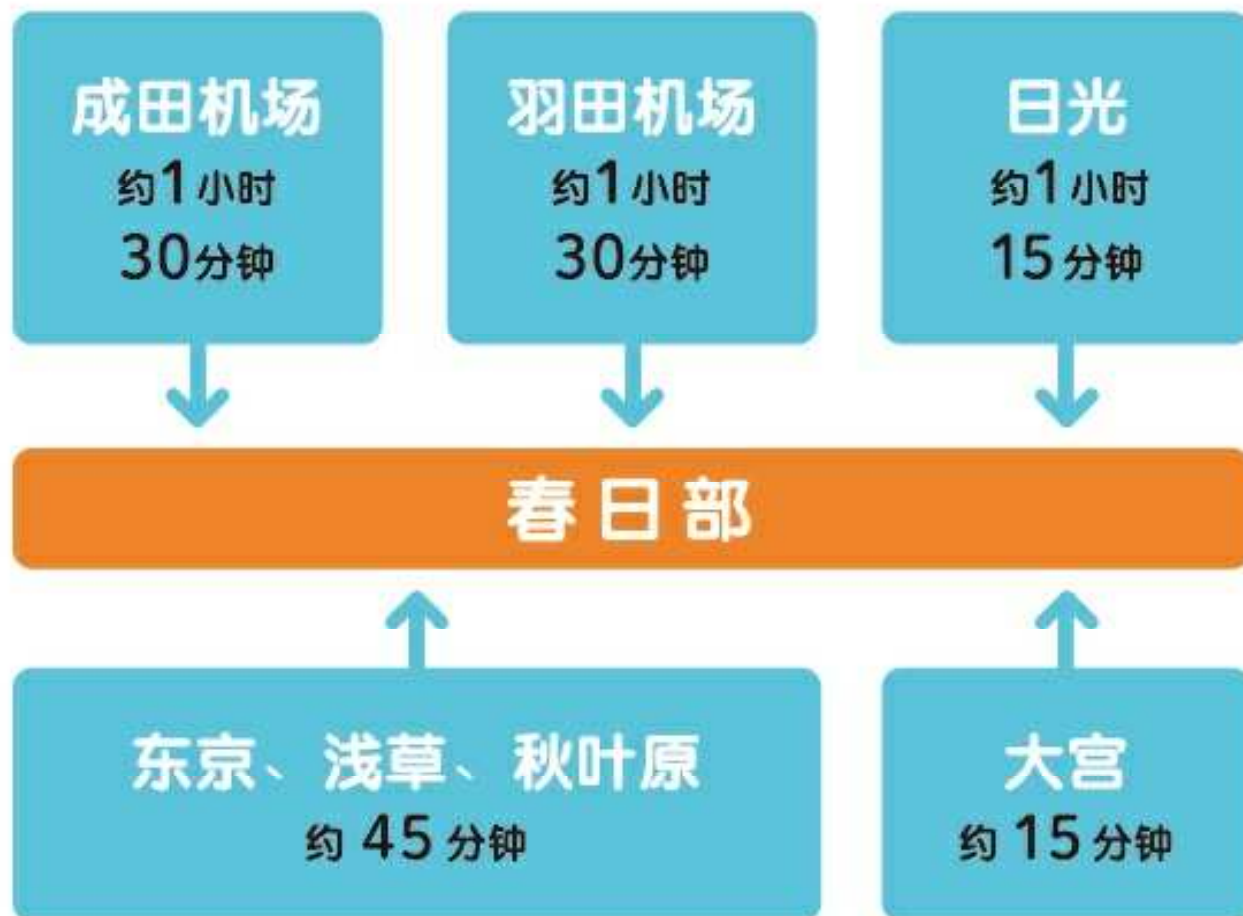 成田机场
约1小时
30分钟
羽田机场
约1小时
30分钟
日光
约1小时
15分钟
春日部
东京、浅草、秋叶原
约 45 分钟
大宫
约 15 分钟